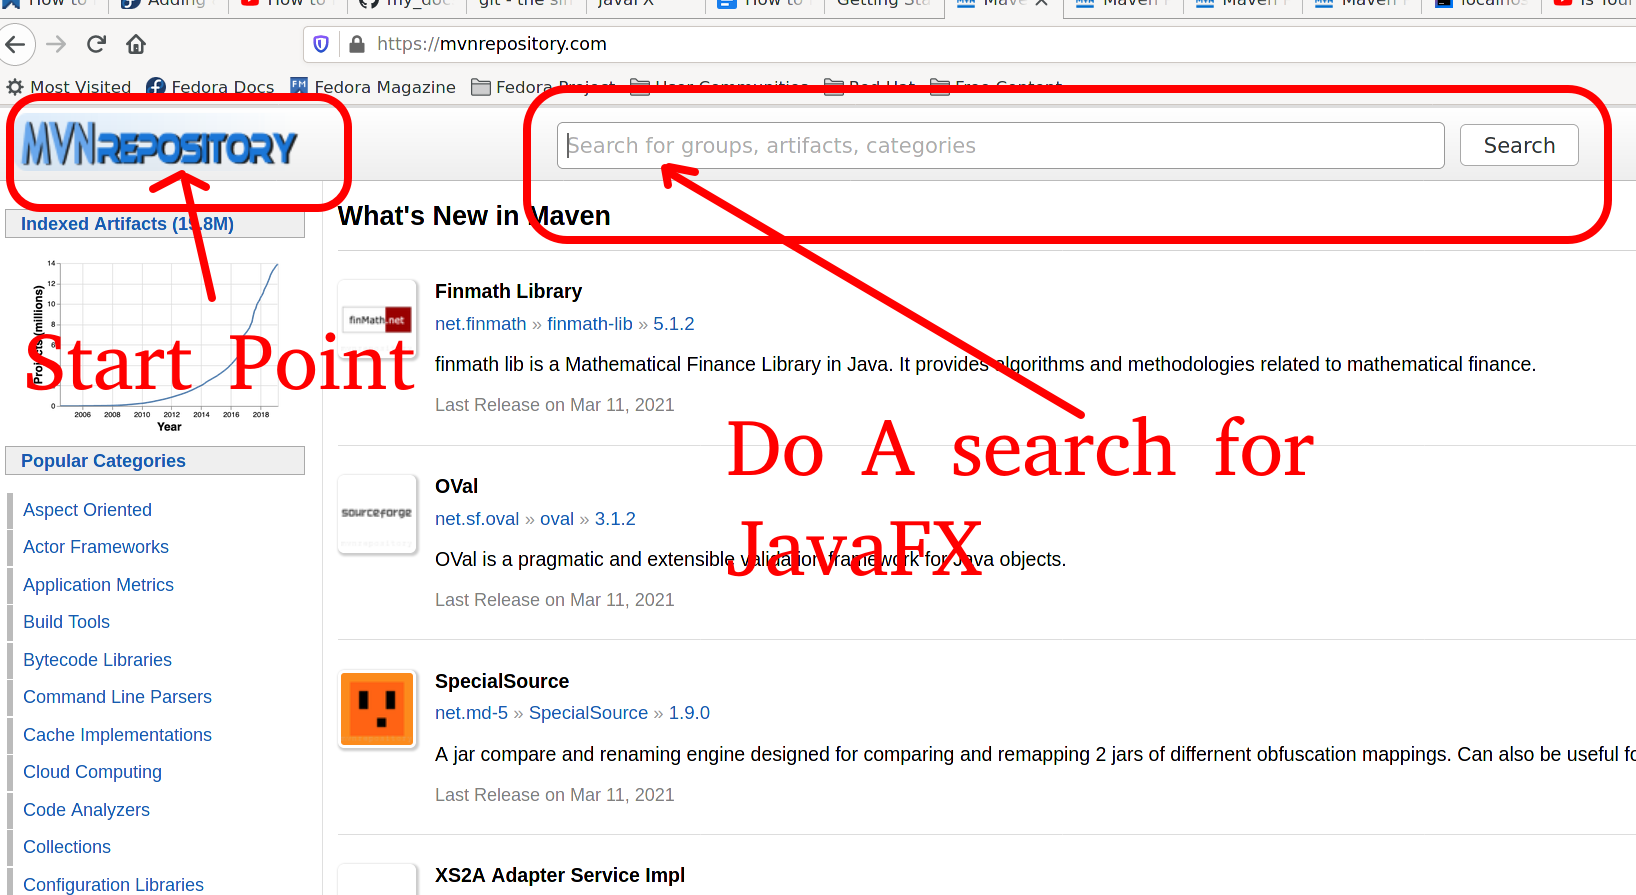 How to
Adding
How to
my_doc
git - the sim
JavaFX
How to
Getting Sta
Mave
Maven
Maven
Maven
localhos
Is Your
https://mvnrepository.com
Most Visited
Fedora Docs
FM
Fedora Magazine
Fedora Project
User Communities
Red Hat
Free Content
MVNREPOSITORY
Search for groups, artifacts, categories
Search
Indexed Artifacts (19.8M)
Projects (millions)
14
12
10
8
6
0
2006 2008 2010 2012 2014 2016 2018
Year
Start Point
Popular Categories
Aspect Oriented
Actor Frameworks
Application Metrics
Build Tools
Bytecode Libraries
Command Line Parsers
Cache Implementations
Cloud Computing
Code Analyzers
Collections
Configuration Libraries
What's New in Maven
finMath.net
Finmath Library
net.finmath » finmath-lib » 5.1.2
finmath lib is a Mathematical Finance Library in Java. It provides algorithms and methodologies related to mathematical finance.
Last Release on Mar 11, 2021
Do A search for
JavaFX
sourceforge
OVal
net.sf.oval » oval » 3.1.2
OVal is a pragmatic and extensible validation framework for Java objects.
Last Release on Mar 11, 2021
SpecialSource
net.md-5 » SpecialSource » 1.9.0
A jar compare and renaming engine designed for comparing and remapping 2 jars of differnent obfuscation mappings. Can also be useful fo
Last Release on Mar 11, 2021
XS2A Adapter Service Impl